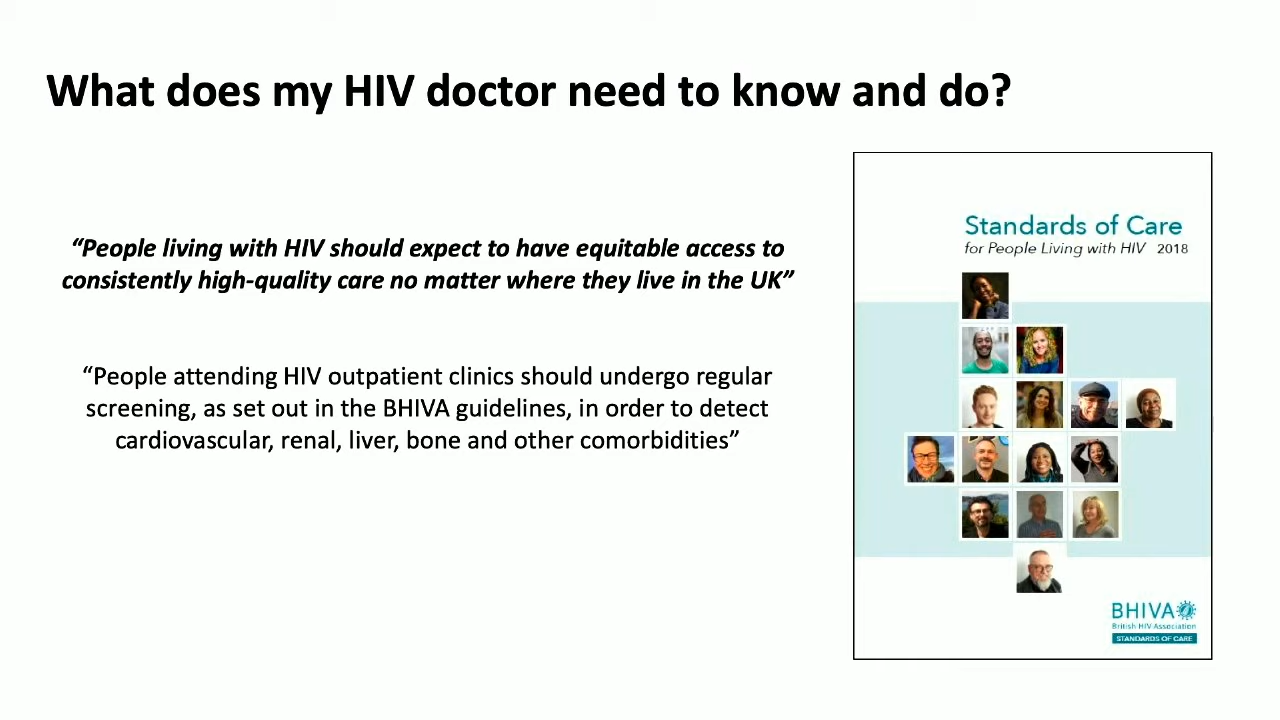 What does my HIV doctor need to know and do?
“People living with HIV should expect to have equitable access to
consistently high-quality care no matter where they live in the UK”
“People attending HIV outpatient clinics should undergo regular
screening, as set out in the BHIVA guidelines, in order to detect
cardiovascular, renal, liver, bone and other comorbidities”
Standards of Care
for People Living with HIV 2018
BHIVA
British HIV Association
STANDARDS OF CARE